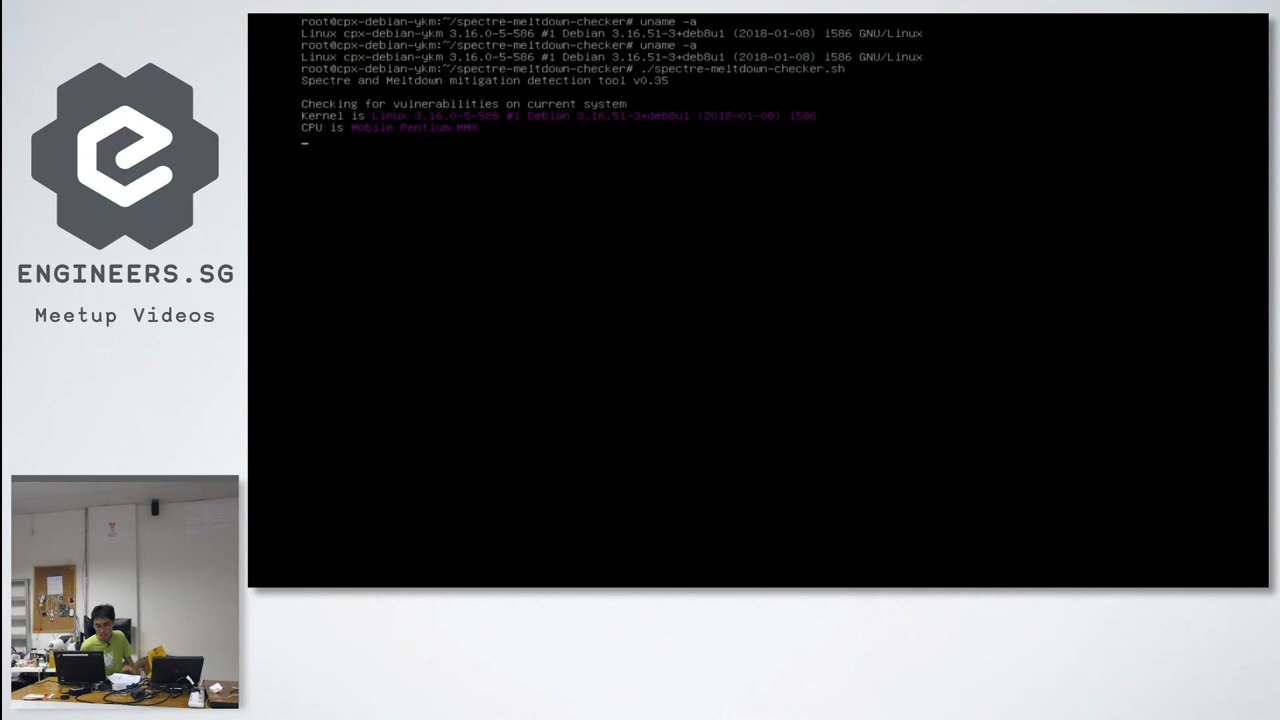 root@cpx-debian-ykm:~/spectre-meltdown-checker# uname -a
Linux cpx-debian-ykm 3.16.0-5-586 #1 Debian 3.16.51-3+deb8u1 (2018-01-08) i586 GNU/Linux
root@cpx-debian-ykm:~/spectre-meltdown-checker# uname -a
Linux cpx-debian-ykm 3.16.0-5-586 #1 Debian 3.16.51-3+deb8u1 (2018-01-08) i586 GNU/Linux
root@cpx-debian-ykm:~/spectre-meltdown-checker# ./spectre-meltdown-checker.sh
Spectre and Meltdown mitigation detection tool v0.35
Checking for vulnerabilities on current system
Kernel is Linux 3.16.0-5-586 #1 Debian 3.16.51-3+deb8u1 (2018-01-08) i586
CPU is Mobile Pentium MMX
ENGINEERS.SG
Meetup Videos